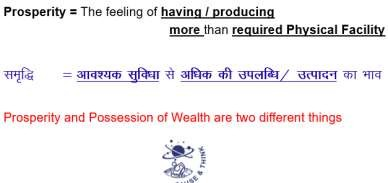 Prosperity = The feeling of having / producing
more than required Physical Facility
समृद्धि = आवश्यक सुविधा से अधिक की उपलब्धि/ उत्पादन का भाव
Prosperity and Possession of Wealth are two different things
& THINK